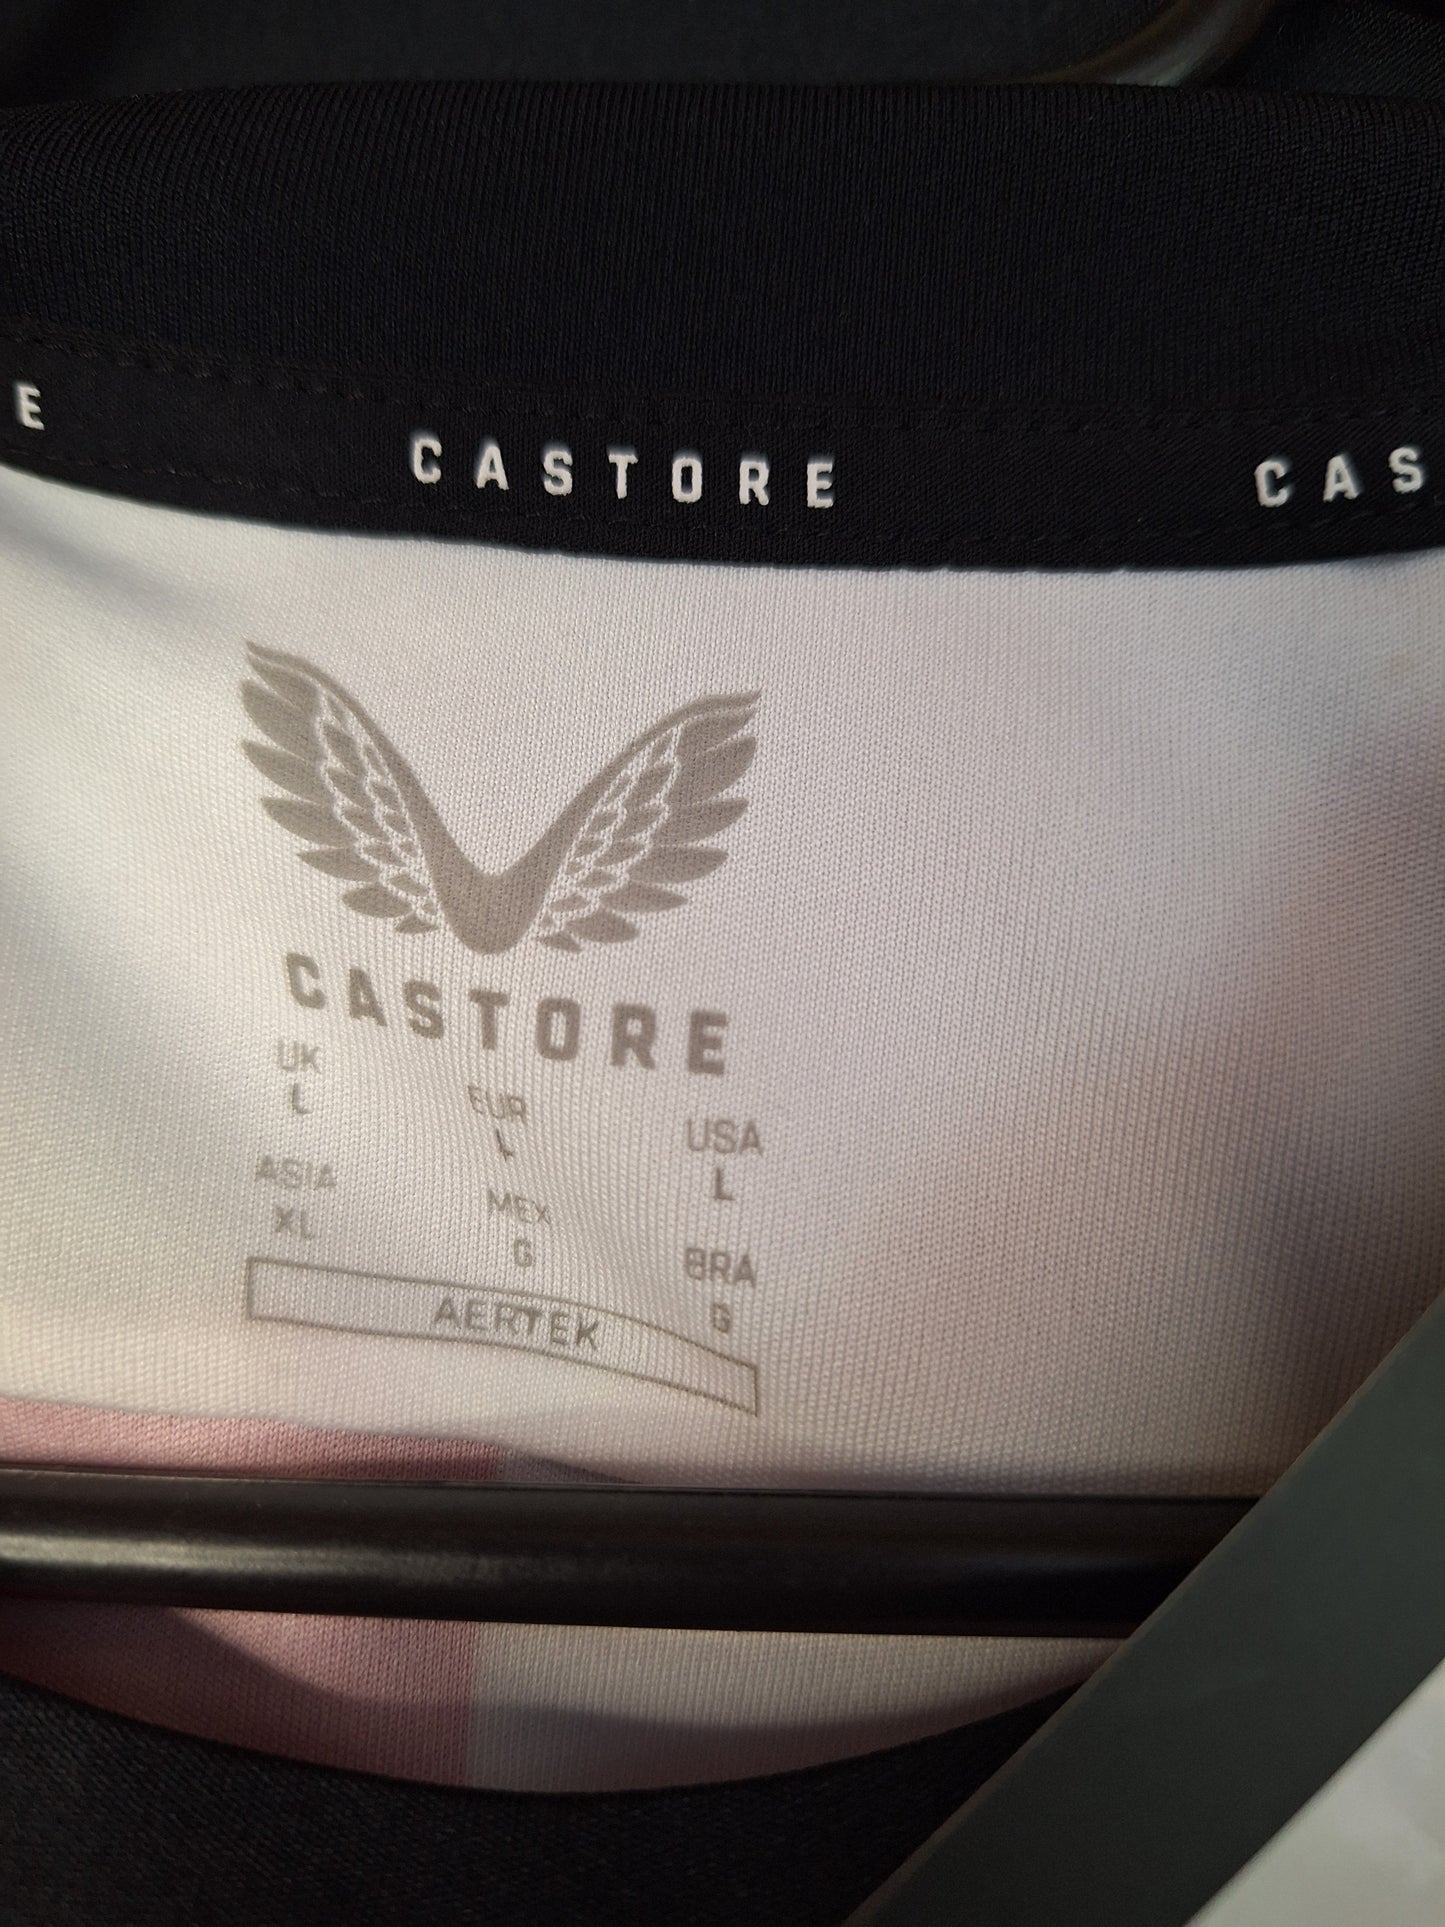 E CASTORE CAS
CASTORE
UK EUR USA
L L L
ASIA MEX BRA
XL G G
AERTEK